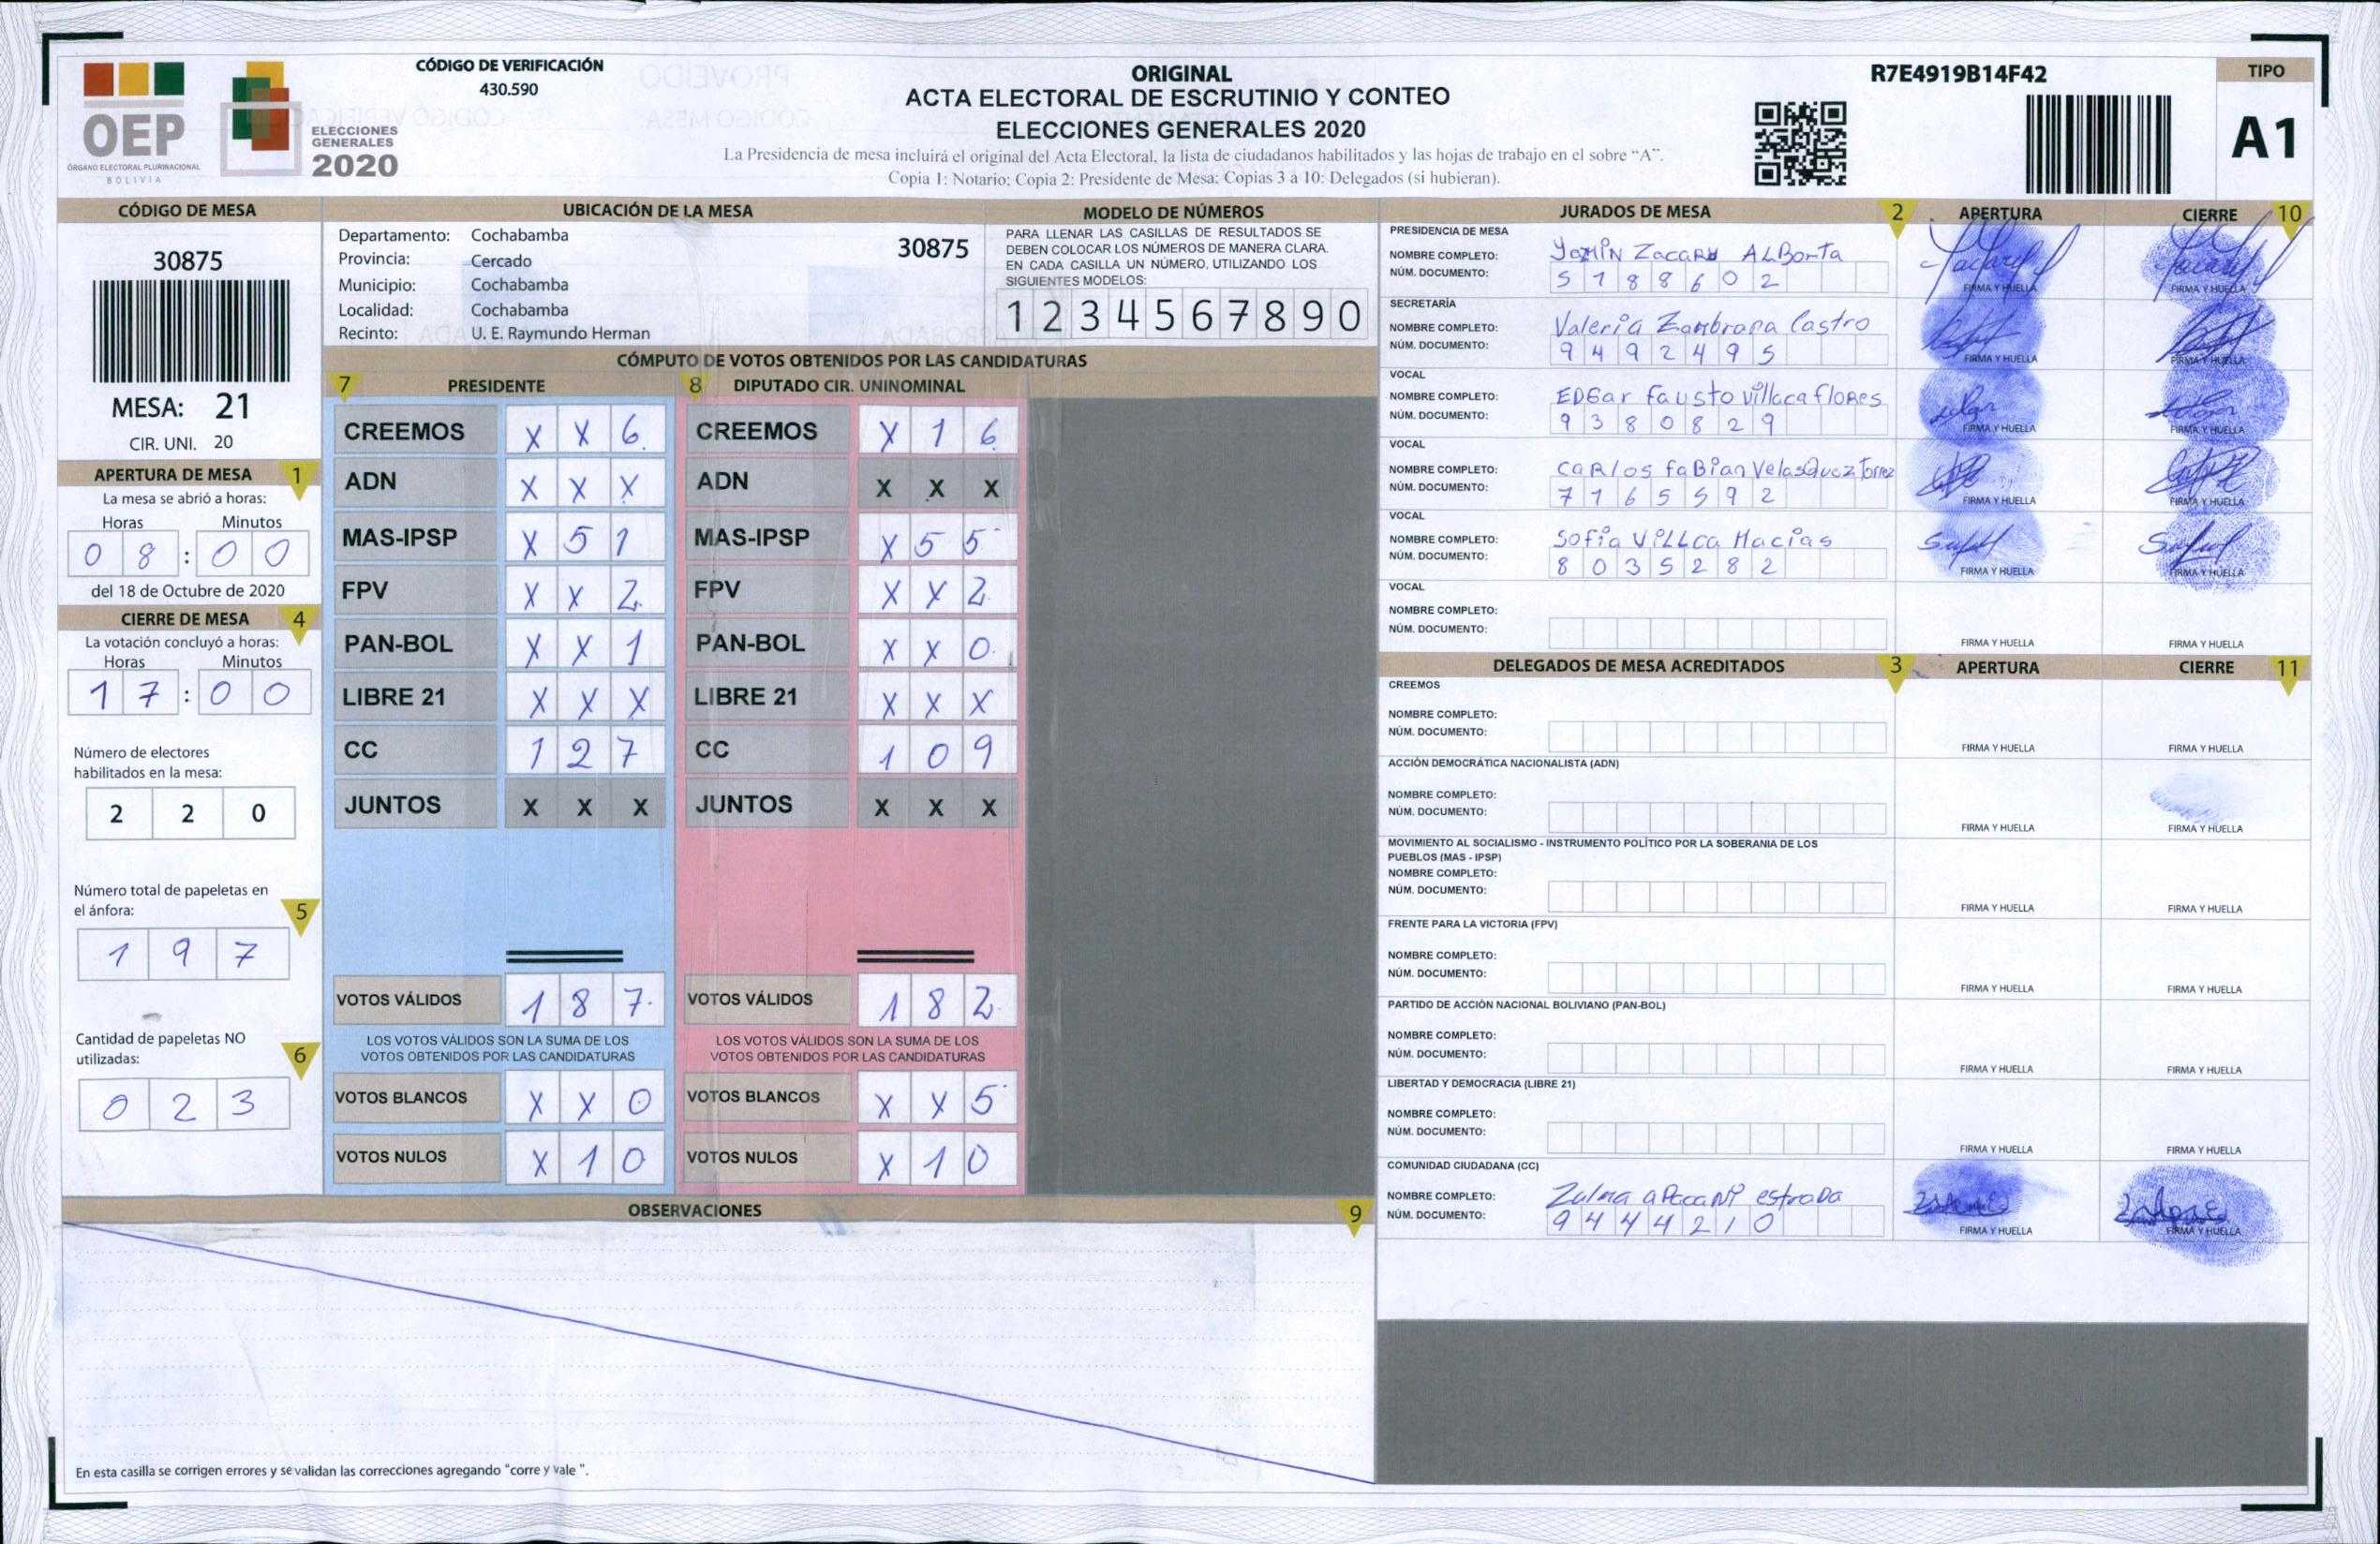 CÓDIGO DE VERIFICACIÓN
430.590
OEP
ÓRGANO ELECTORAL PLURINACIONAL
BOLIVIA
ELECCIONES
GENERALES
2020
ORIGINAL
ACTA ELECTORAL DE ESCRUTINIO Y CONTEO
ELECCIONES GENERALES 2020
La Presidencia de mesa incluirá el original del Acta Electoral, la lista de ciudadanos habilitados y las hojas de trabajo en el sobre “A”.
Copia 1: Notario; Copia 2: Presidente de Mesa; Copias 3 a 10: Delegados (si hubieran).
R7E4919B14F42
TIPO
A1
CÓDIGO DE MESA
30875
MESA: 21
CIR. UNI. 20
APERTURA DE MESA 1
La mesa se abrió a horas:
Horas Minutos
0 8 : 0 0
del 18 de Octubre de 2020
CIERRE DE MESA 4
La votación concluyó a horas:
Horas Minutos
1 7 : 0 0
Número de electores
habilitados en la mesa:
2 2 0
Número total de papeletas en
el ánfora: 5
1 9 7
Cantidad de papeletas NO
utilizadas: 6
0 2 3
UBICACIÓN DE LA MESA
Departamento: Cochabamba
Provincia: Cercado
Municipio: Cochabamba
Localidad: Cochabamba
Recinto: U. E. Raymundo Herman
30875
MODELO DE NÚMEROS
PARA LLENAR LAS CASILLAS DE RESULTADOS SE
DEBEN COLOCAR LOS NÚMEROS DE MANERA CLARA.
EN CADA CASILLA UN NÚMERO, UTILIZANDO LOS
SIGUIENTES MODELOS:
1 2 3 4 5 6 7 8 9 0
CÓMPUTO DE VOTOS OBTENIDOS POR LAS CANDIDATURAS
7 PRESIDENTE 8 DIPUTADO CIR. UNINOMINAL
CREEMOS X X 6 CREEMOS X 1 6
ADN X X X ADN X X X
MAS-IPSP X 5 1 MAS-IPSP X 5 5
FPV X X 2 FPV X X 2
PAN-BOL X X 1 PAN-BOL X X 0
LIBRE 21 X X X LIBRE 21 X X X
CC 1 2 7 CC 1 0 9
JUNTOS X X X JUNTOS X X X
VOTOS VÁLIDOS 1 8 7 VOTOS VÁLIDOS 1 8 2
LOS VOTOS VÁLIDOS SON LA SUMA DE LOS LOS VOTOS VÁLIDOS SON LA SUMA DE LOS
VOTOS OBTENIDOS POR LAS CANDIDATURAS VOTOS OBTENIDOS POR LAS CANDIDATURAS
VOTOS BLANCOS X X 0 VOTOS BLANCOS X X 5
VOTOS NULOS X 1 0 VOTOS NULOS X 1 0
OBSERVACIONES 9
En esta casilla se corrigen errores y se validan las correcciones agregando "corre y vale ".
JURADOS DE MESA 2 APERTURA CIERRE 10
PRESIDENCIA DE MESA
NOMBRE COMPLETO: Zacary ALBorta
NÚM. DOCUMENTO: 5 1 8 8 6 0 2
FIRMA Y HUELLA FIRMA Y HUELLA
SECRETARÍA
NOMBRE COMPLETO: Valeria Zambrana Castro
NÚM. DOCUMENTO: 9 4 9 2 4 9 5
FIRMA Y HUELLA FIRMA Y HUELLA
VOCAL
NOMBRE COMPLETO: EDGar fausto villaca floRes
NÚM. DOCUMENTO: 9 3 8 0 8 2 9
FIRMA Y HUELLA FIRMA Y HUELLA
VOCAL
NOMBRE COMPLETO: CaRlos faBian Velasquez Torrez
NÚM. DOCUMENTO: 7 1 6 5 5 9 2
FIRMA Y HUELLA FIRMA Y HUELLA
VOCAL
NOMBRE COMPLETO: Sofia VILLca Macias
NÚM. DOCUMENTO: 8 0 3 5 2 8 2
FIRMA Y HUELLA FIRMA Y HUELLA
VOCAL
NOMBRE COMPLETO:
NÚM. DOCUMENTO:
FIRMA Y HUELLA FIRMA Y HUELLA
DELEGADOS DE MESA ACREDITADOS 3 APERTURA CIERRE 11
CREEMOS
NOMBRE COMPLETO:
NÚM. DOCUMENTO:
FIRMA Y HUELLA FIRMA Y HUELLA
ACCIÓN DEMOCRÁTICA NACIONALISTA (ADN)
NOMBRE COMPLETO:
NÚM. DOCUMENTO:
FIRMA Y HUELLA FIRMA Y HUELLA
MOVIMIENTO AL SOCIALISMO - INSTRUMENTO POLÍTICO POR LA SOBERANIA DE LOS
PUEBLOS (MAS - IPSP)
NOMBRE COMPLETO:
NÚM. DOCUMENTO:
FIRMA Y HUELLA FIRMA Y HUELLA
FRENTE PARA LA VICTORIA (FPV)
NOMBRE COMPLETO:
NÚM. DOCUMENTO:
FIRMA Y HUELLA FIRMA Y HUELLA
PARTIDO DE ACCIÓN NACIONAL BOLIVIANO (PAN-BOL)
NOMBRE COMPLETO:
NÚM. DOCUMENTO:
FIRMA Y HUELLA FIRMA Y HUELLA
LIBERTAD Y DEMOCRACIA (LIBRE 21)
NOMBRE COMPLETO:
NÚM. DOCUMENTO:
FIRMA Y HUELLA FIRMA Y HUELLA
COMUNIDAD CIUDADANA (CC)
NOMBRE COMPLETO: Zulma aPacaNi estraDa
NÚM. DOCUMENTO: 9 4 4 4 2 1 0
FIRMA Y HUELLA FIRMA Y HUELLA